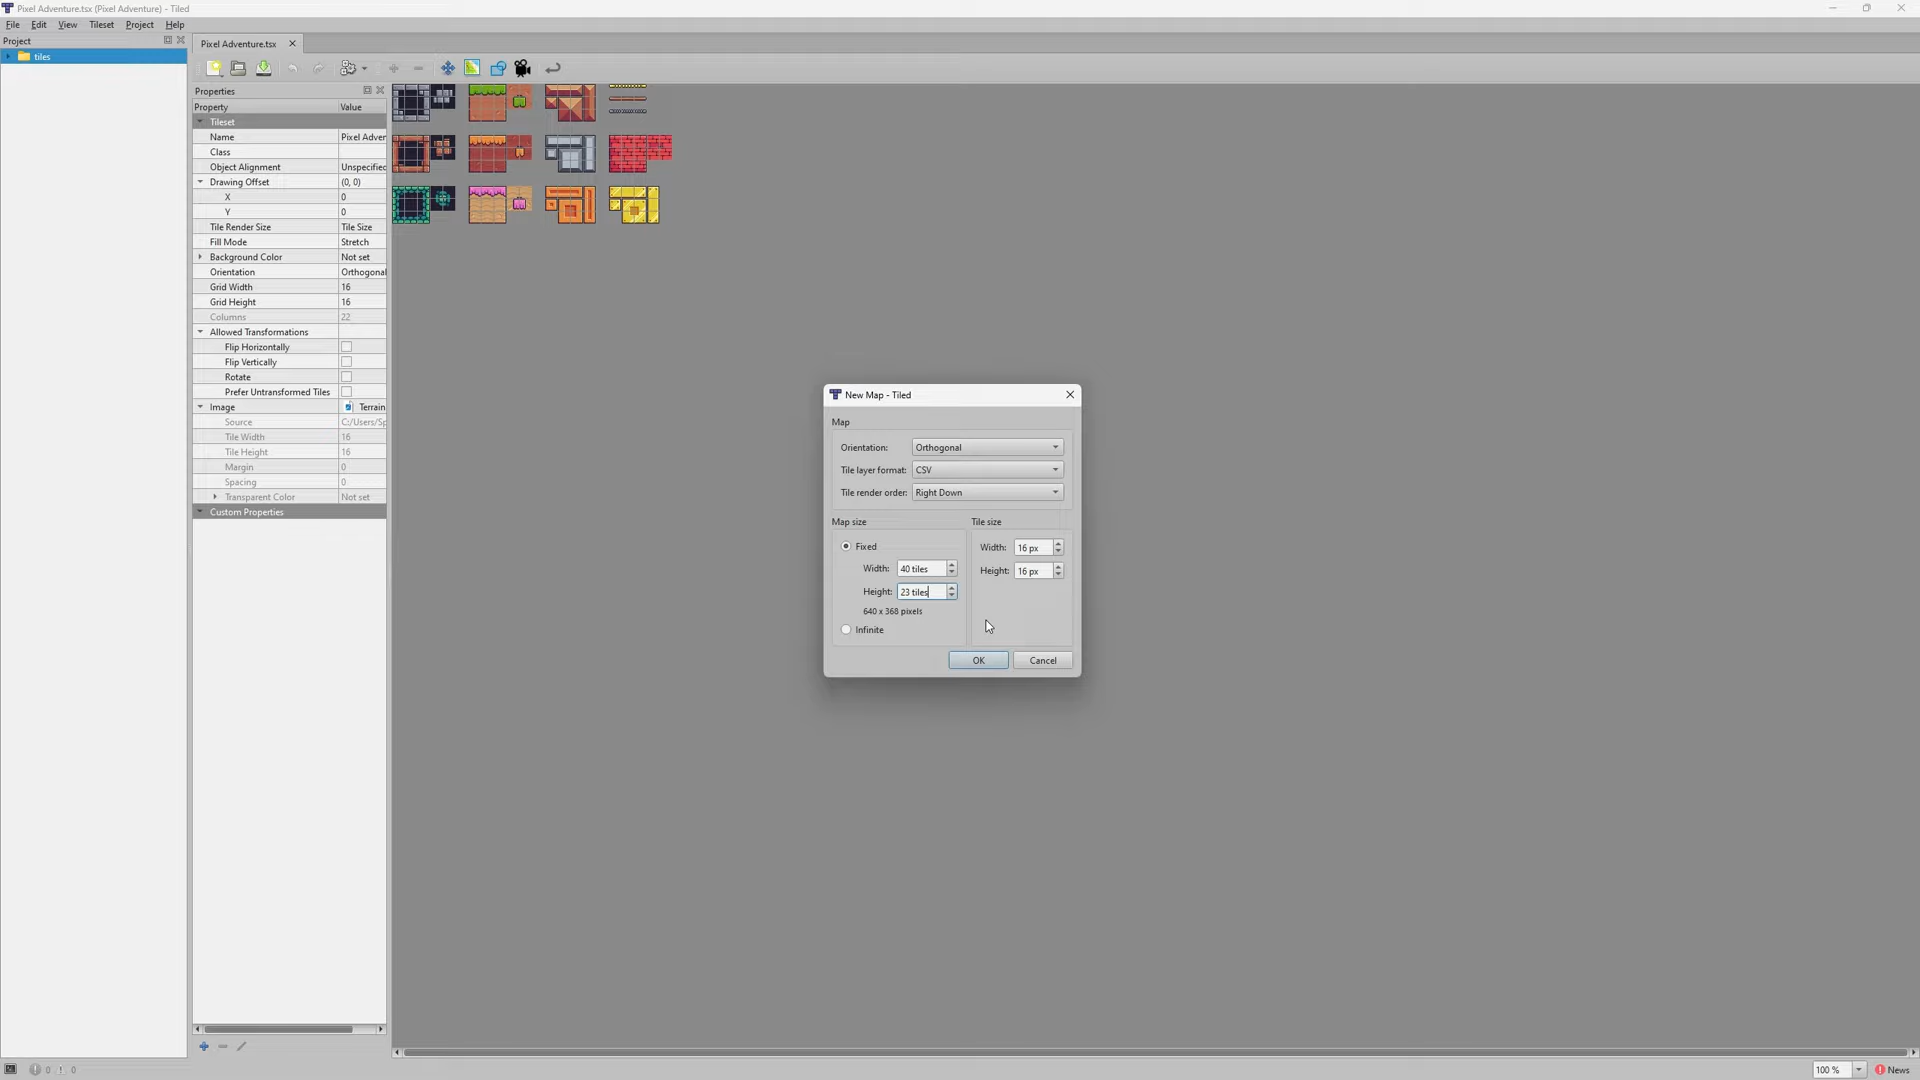 Pixel Adventure.tsx (Pixel Adventure) - Tiled
File Edit View Tileset Project Help
Project
tiles
Pixel Adventure.tsx
Properties
Property Value
Tileset
Name Pixel Adver
Class
Object Alignment Unspecified
Drawing Offset (0, 0)
X 0
Y 0
Tile Render Size Tile Size
Fill Mode Stretch
Background Color Not set
Orientation Orthogonal
Grid Width 16
Grid Height 16
Columns 22
Allowed Transformations
Flip Horizontally
Flip Vertically
Rotate
Prefer Untransformed Tiles
Image Terrain
Source C:/Users/Sp
Tile Width 16
Tile Height 16
Margin 0
Spacing 0
Transparent Color Not set
Custom Properties
New Map - Tiled
Map
Orientation: Orthogonal
Tile layer format: CSV
Tile render order: Right Down
Map size Tile size
Fixed
Width: 40 tiles
Height: 23 tiles
640 x 368 pixels
Infinite
Width: 16 px
Height: 16 px
OK Cancel
0 0
100 % News